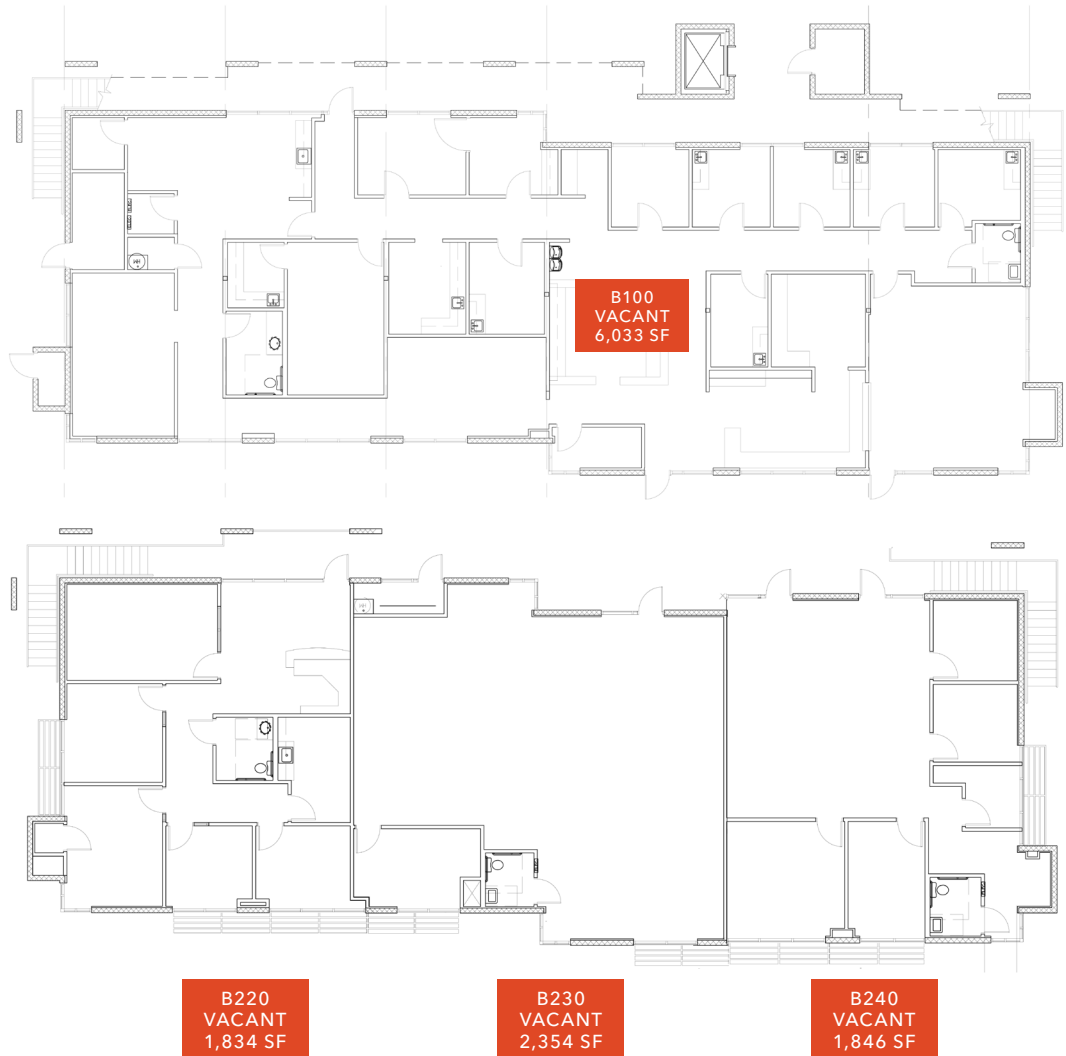 B100
VACANT
6,033 SF
B220
VACANT
1,834 SF
B230
VACANT
2,354 SF
B240
VACANT
1,846 SF